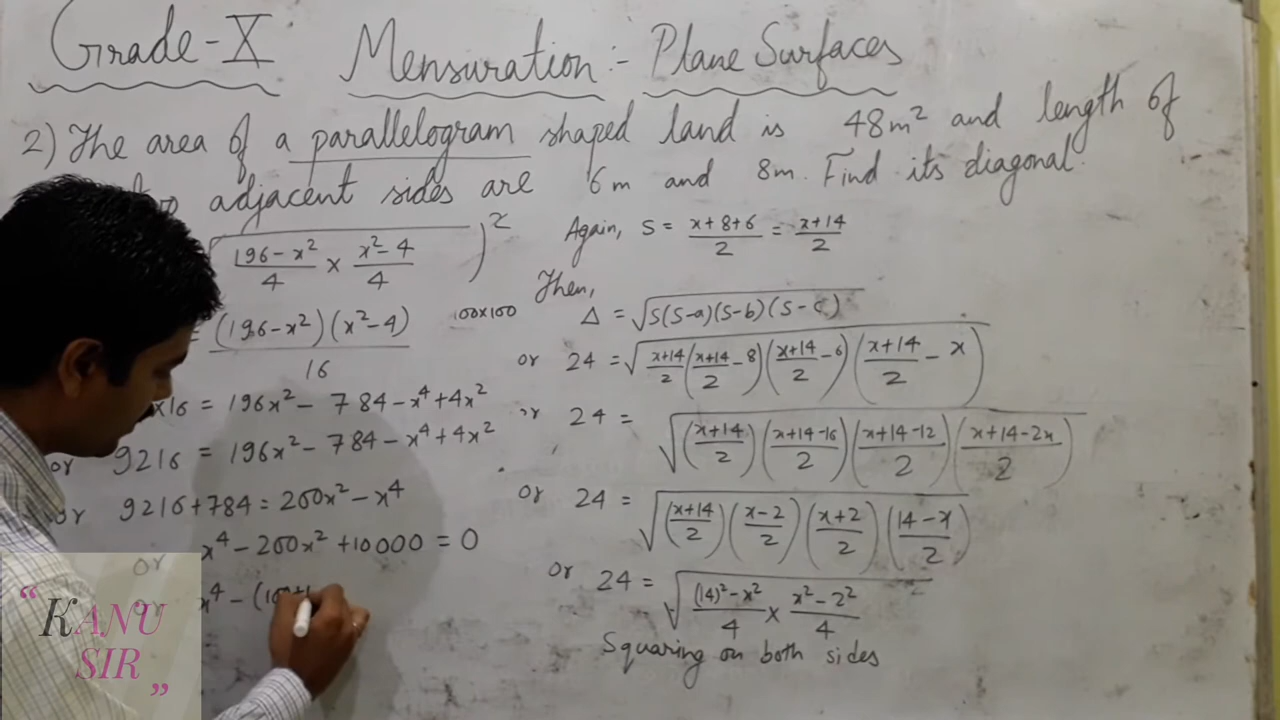 Grade-X Mensuration:- Plane Surfaces
2) The area of a parallelogram shaped land is 48m² and length of
adjacent sides are 6m and 8m. Find its diagonal.
√(196-x²/4 × x²-4/4))²
= (196-x²)(x²-4)/16
100×100
x16 = 196x² - 784 - x⁴ + 4x²
or 9216 = 196x² - 784 - x⁴ + 4x²
or 9216+784 = 200x² - x⁴
or x⁴ - 200x² + 10000 = 0
x⁴ - (100+
Again, S = x+8+6/2 = x+14/2
Then,
Δ = √S(S-a)(S-b)(S-c)
or 24 = √x+14/2 (x+14/2 - 8)(x+14/2 - 6)(x+14/2 - x)
or 24 = √(x+14/2)(x+14-16/2)(x+14-12/2)(x+14-2x/2)
or 24 = √(x+14/2)(x-2/2)(x+2/2)(14-x/2)
or 24 = √(14)²-x²/4 × x²-2²/4
Squaring on both sides
“KANU
SIR”